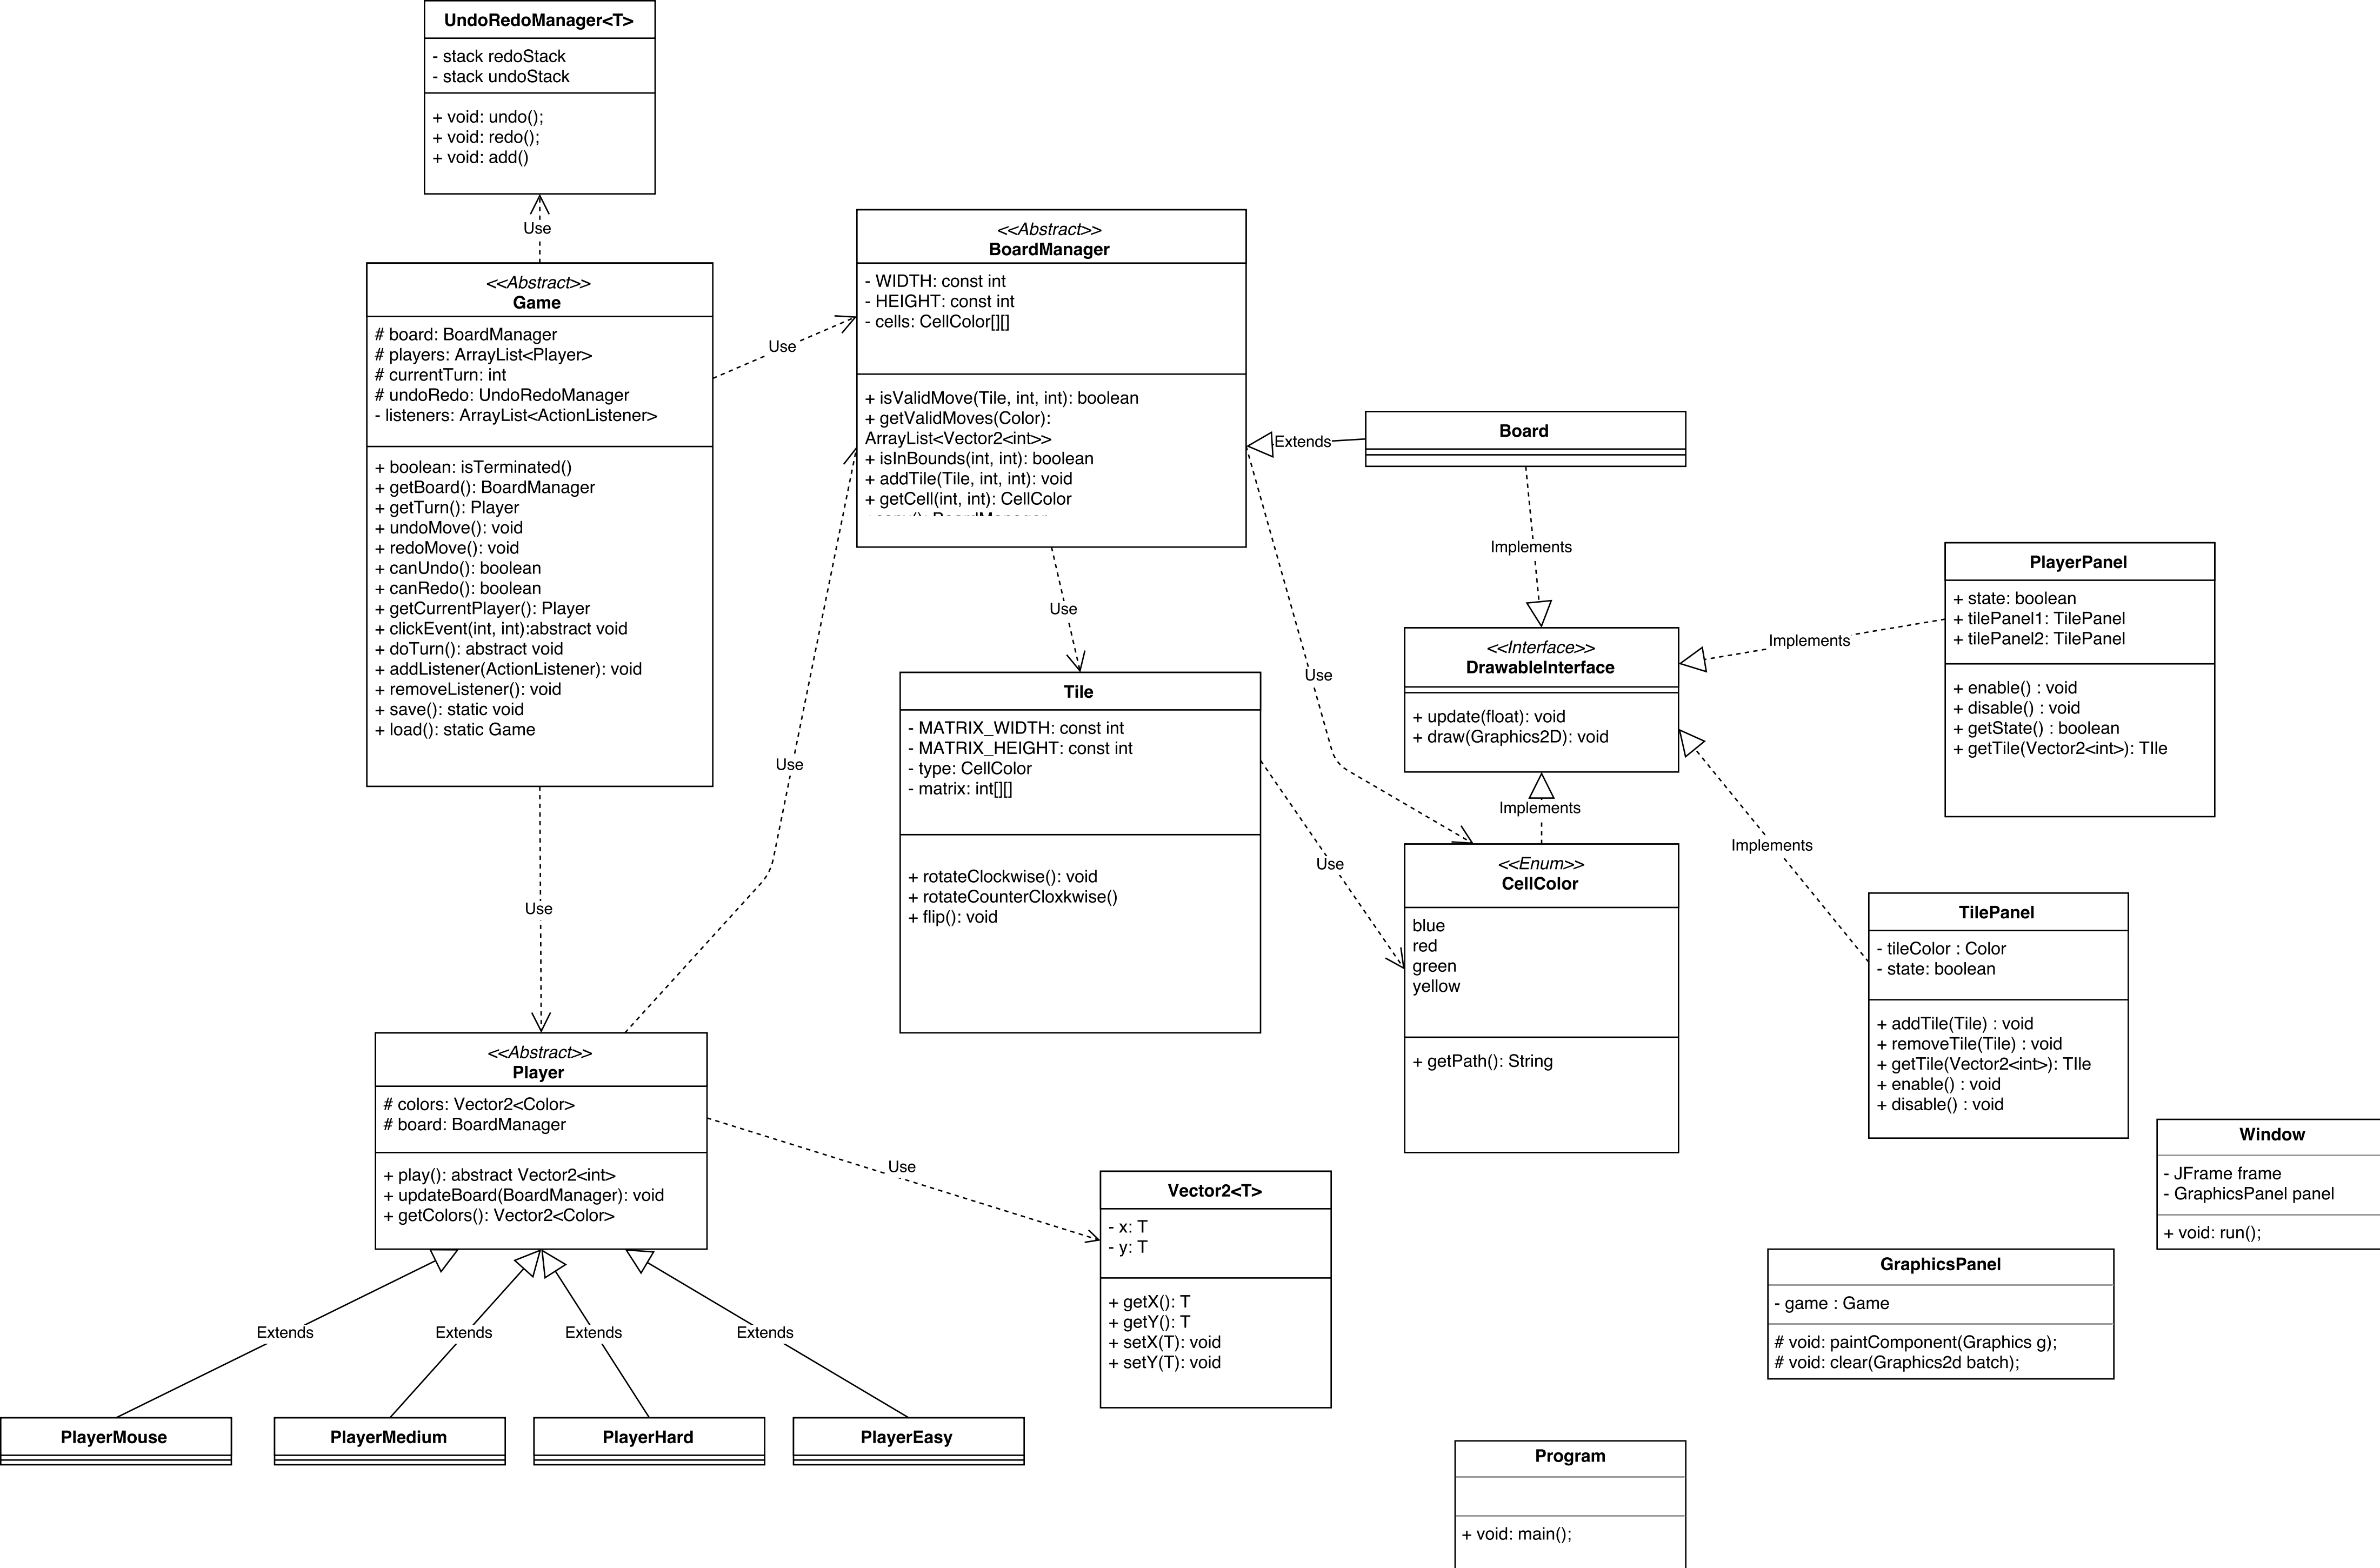 UndoRedoManager<T>
- stack redoStack
- stack undoStack
+ void: undo();
+ void: redo();
+ void: add()
Use
<<Abstract>>
Game
# board: BoardManager
# players: ArrayList<Player>
# currentTurn: int
# undoRedo: UndoRedoManager
- listeners: ArrayList<ActionListener>
+ boolean: isTerminated()
+ getBoard(): BoardManager
+ getTurn(): Player
+ undoMove(): void
+ redoMove(): void
+ canUndo(): boolean
+ canRedo(): boolean
+ getCurrentPlayer(): Player
+ clickEvent(int, int):abstract void
+ doTurn(): abstract void
+ addListener(ActionListener): void
+ removeListener(): void
+ save(): static void
+ load(): static Game
Use
Use
Use
<<Abstract>>
BoardManager
- WIDTH: const int
- HEIGHT: const int
- cells: CellColor[][]
+ isValidMove(Tile, int, int): boolean
+ getValidMoves(Color):
ArrayList<Vector2<int>>
+ isInBounds(int, int): boolean
+ addTile(Tile, int, int): void
+ getCell(int, int): CellColor
Extends
Board
Implements
Use
Use
Tile
- MATRIX_WIDTH: const int
- MATRIX_HEIGHT: const int
- type: CellColor
- matrix: int[][]
+ rotateClockwise(): void
+ rotateCounterCloxkwise()
+ flip(): void
Use
<<Interface>>
DrawableInterface
+ update(float): void
+ draw(Graphics2D): void
Implements
Implements
Implements
<<Enum>>
CellColor
blue
red
green
yellow
+ getPath(): String
PlayerPanel
+ state: boolean
+ tilePanel1: TilePanel
+ tilePanel2: TilePanel
+ enable() : void
+ disable() : void
+ getState() : boolean
+ getTile(Vector2<int>): TIle
TilePanel
- tileColor : Color
- state: boolean
+ addTile(Tile) : void
+ removeTile(Tile) : void
+ getTile(Vector2<int>): TIle
+ enable() : void
+ disable() : void
<<Abstract>>
Player
# colors: Vector2<Color>
# board: BoardManager
+ play(): abstract Vector2<int>
+ updateBoard(BoardManager): void
+ getColors(): Vector2<Color>
Use
Vector2<T>
- x: T
- y: T
+ getX(): T
+ getY(): T
+ setX(T): void
+ setY(T): void
Window
- JFrame frame
- GraphicsPanel panel
+ void: run();
GraphicsPanel
- game : Game
# void: paintComponent(Graphics g);
# void: clear(Graphics2d batch);
Extends
Extends
Extends
Extends
PlayerMouse
PlayerMedium
PlayerHard
PlayerEasy
Program
+ void: main();